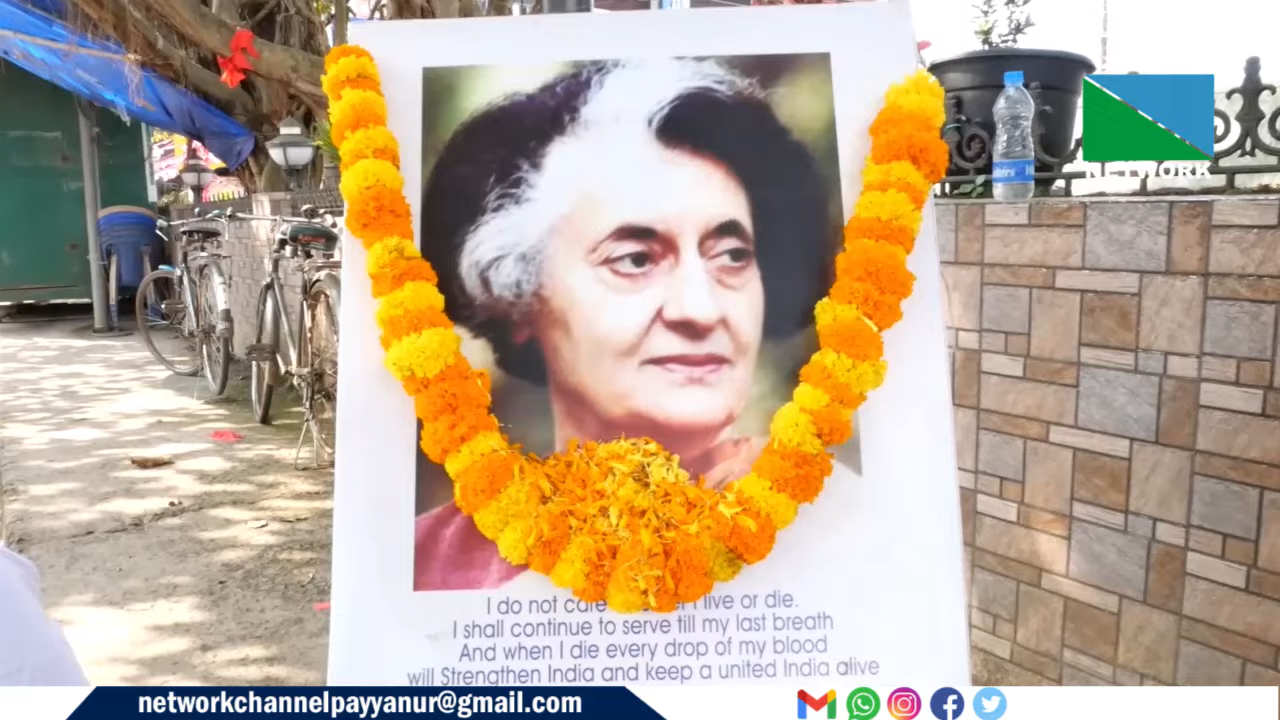 NETWORK
I do not care I live or die.
I shall continue to serve till my last breath
And when I die every drop of my blood
will Strengthen India and keep a united India alive
networkchannelpayyanur@gmail.com